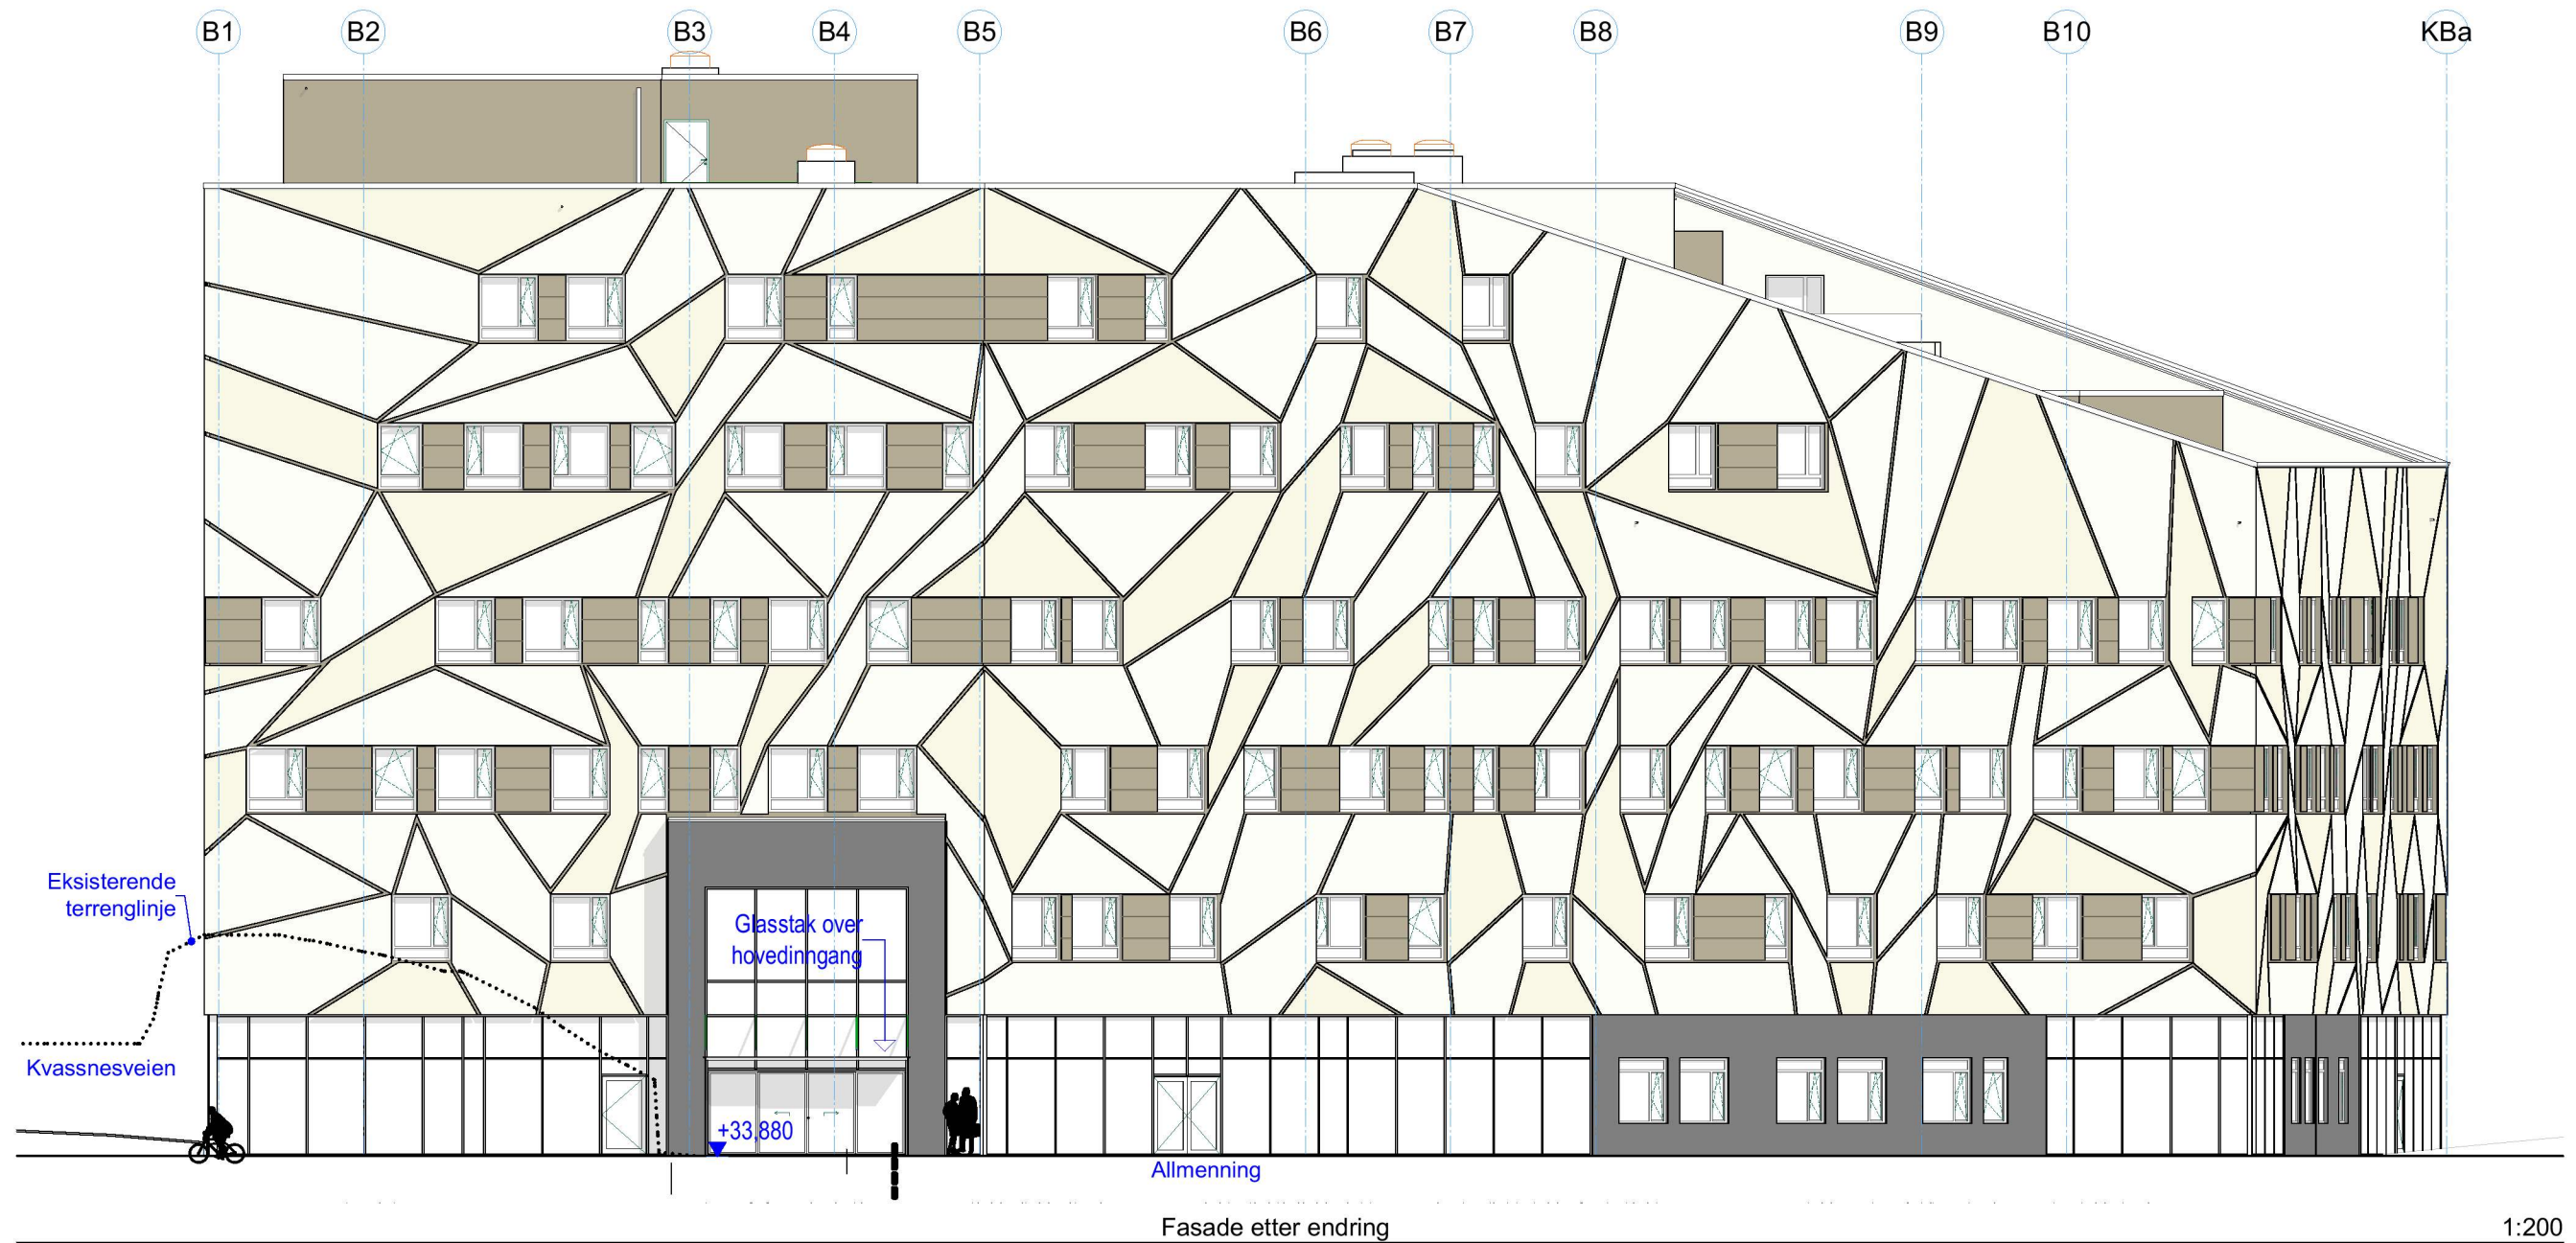 B1 B2 B3 B4 B5 B6 B7 B8 B9 B10 KBa
Eksisterende
terrenglinje
Glasstak over
hovedinngang
Kvassnesveien
+33,880
Allmenning
Fasade etter endring
1:200